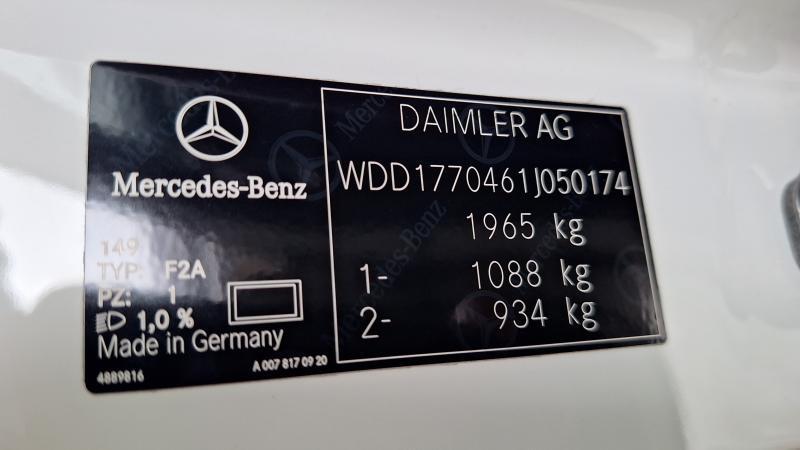 Mercedes-Benz
149
TYP: F2A
PZ: 1
1,0 %
Made in Germany
4889816
A 007 817 09 20
DAIMLER AG
WDD1770461J050174
1965 kg
1- 1088 kg
2- 934 kg